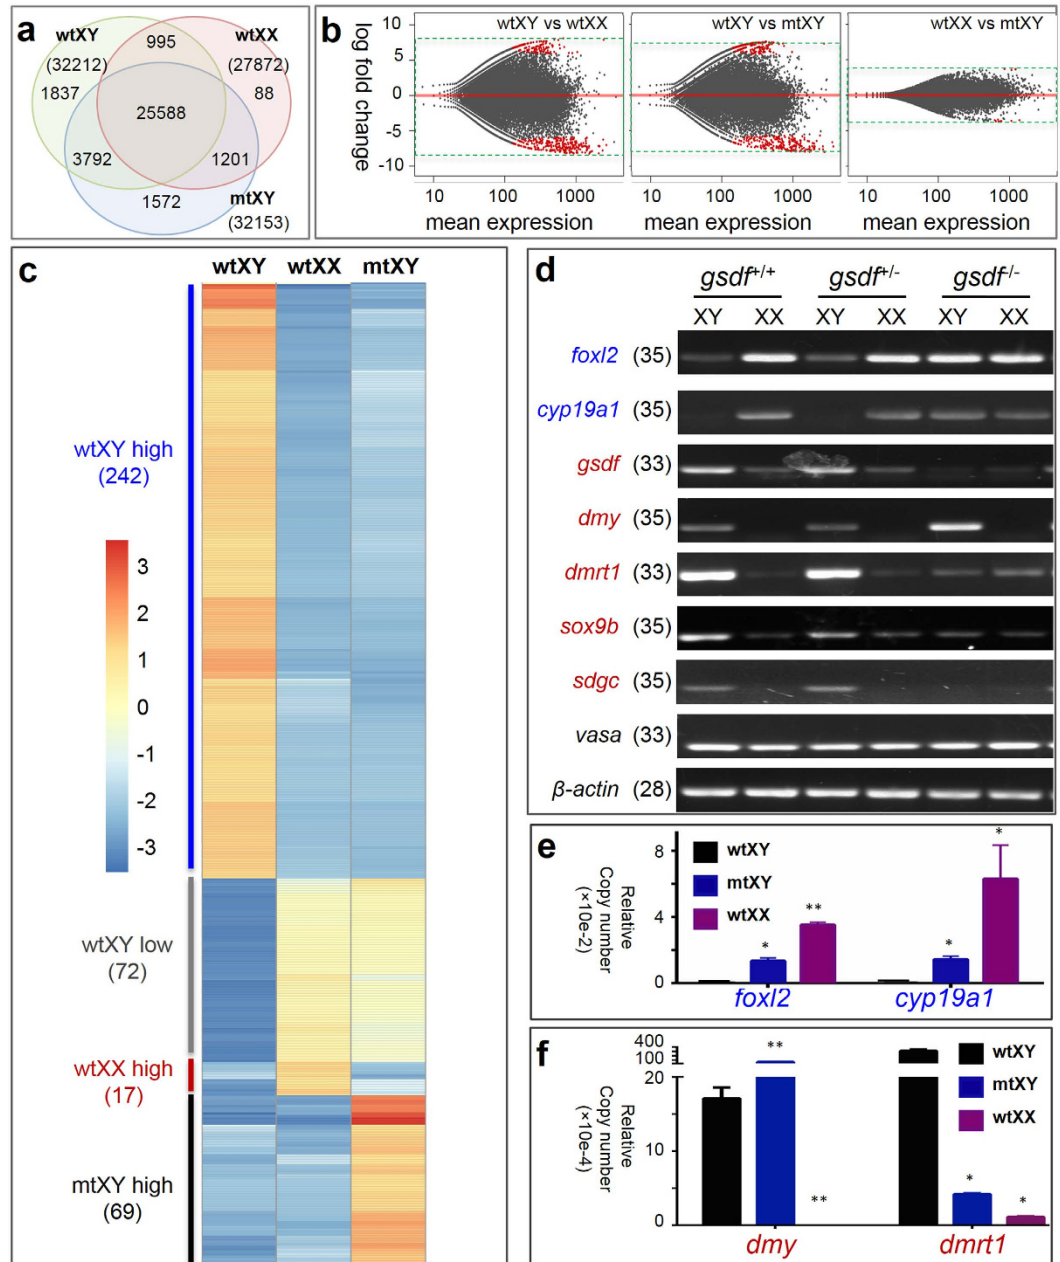 a
wtXY
(32212)
1837
995
wtXX
(27872)
88
25588
3792
1201
1572
mtXY
(32153)
b
log fold change
10
5
0
-5
-10
wtXY vs wtXX
wtXY vs mtXY
wtXX vs mtXY
10 100 1000
10 100 1000
10 100 1000
mean expression
mean expression
mean expression
c
wtXY wtXX mtXY
wtXY high
(242)
3
2
1
0
-1
-2
-3
wtXY low
(72)
wtXX high
(17)
mtXY high
(69)
d
gsdf+/+ gsdf+/- gsdf-/-
XY XX XY XX XY XX
foxl2 (35)
cyp19a1 (35)
gsdf (33)
dmy (35)
dmrt1 (33)
sox9b (35)
sdgc (35)
vasa (33)
β-actin (28)
e
Relative
Copy number
(×10e-2)
8
4
0
wtXY
mtXY
wtXX
*
**
*
*
foxl2
cyp19a1
f
Relative
Copy number
(×10e-4)
400
100
20
10
0
wtXY
mtXY
wtXX
**
**
*
*
dmy
dmrt1